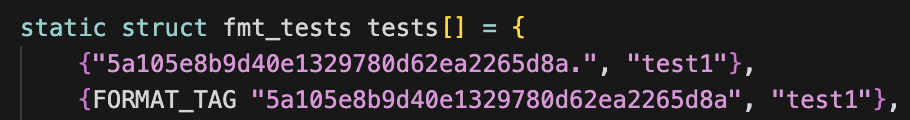 static struct fmt_tests tests[] = {
{"5a105e8b9d40e1329780d62ea2265d8a.", "test1"},
{FORMAT_TAG "5a105e8b9d40e1329780d62ea2265d8a", "test1"},